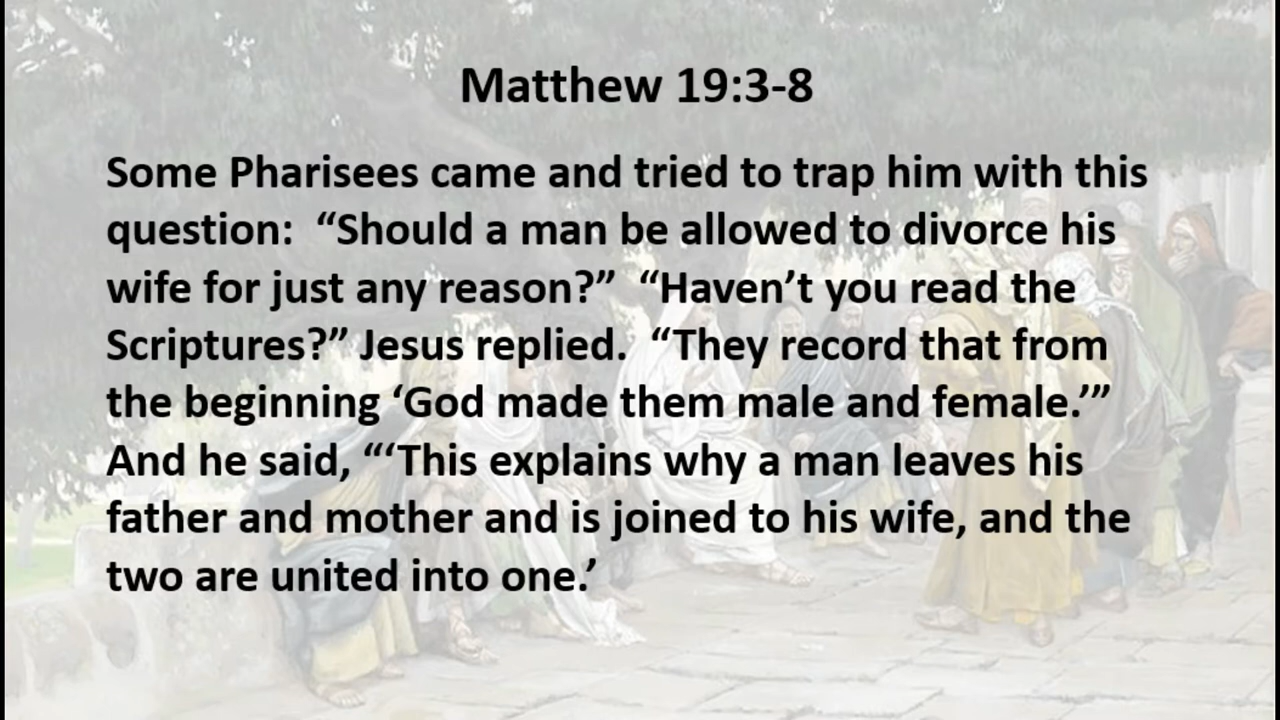 Matthew 19:3-8
Some Pharisees came and tried to trap him with this
question:  “Should a man be allowed to divorce his
wife for just any reason?”  “Haven’t you read the
Scriptures?” Jesus replied.  “They record that from
the beginning ‘God made them male and female.’”
And he said, “‘This explains why a man leaves his
father and mother and is joined to his wife, and the
two are united into one.’